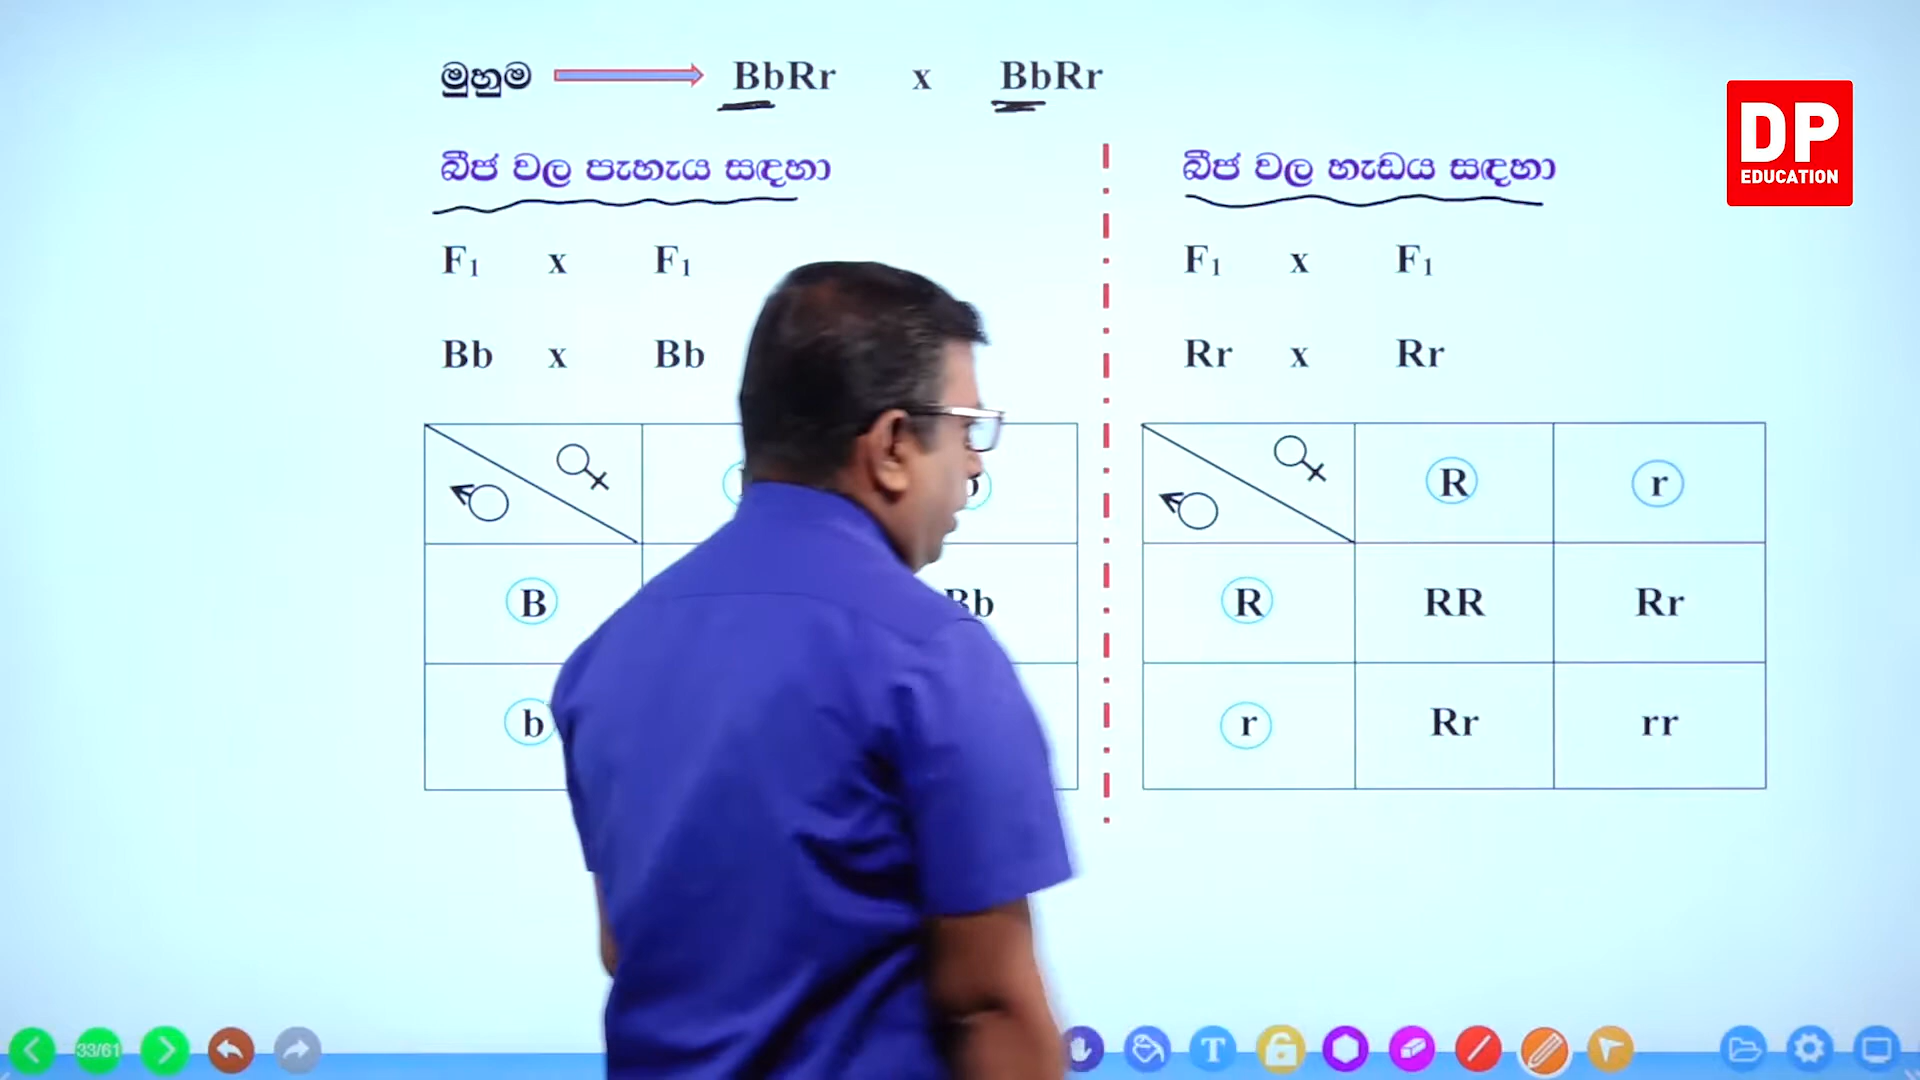 මුහුම BbRr x BbRr
DP
EDUCATION
බීජ වල පැහැය සඳහා
F₁ x F₁
Bb x Bb
B
Bb
b
බීජ වල හැඩය සඳහා
F₁ x F₁
Rr x Rr
R r
R RR Rr
r Rr rr
33/61
T